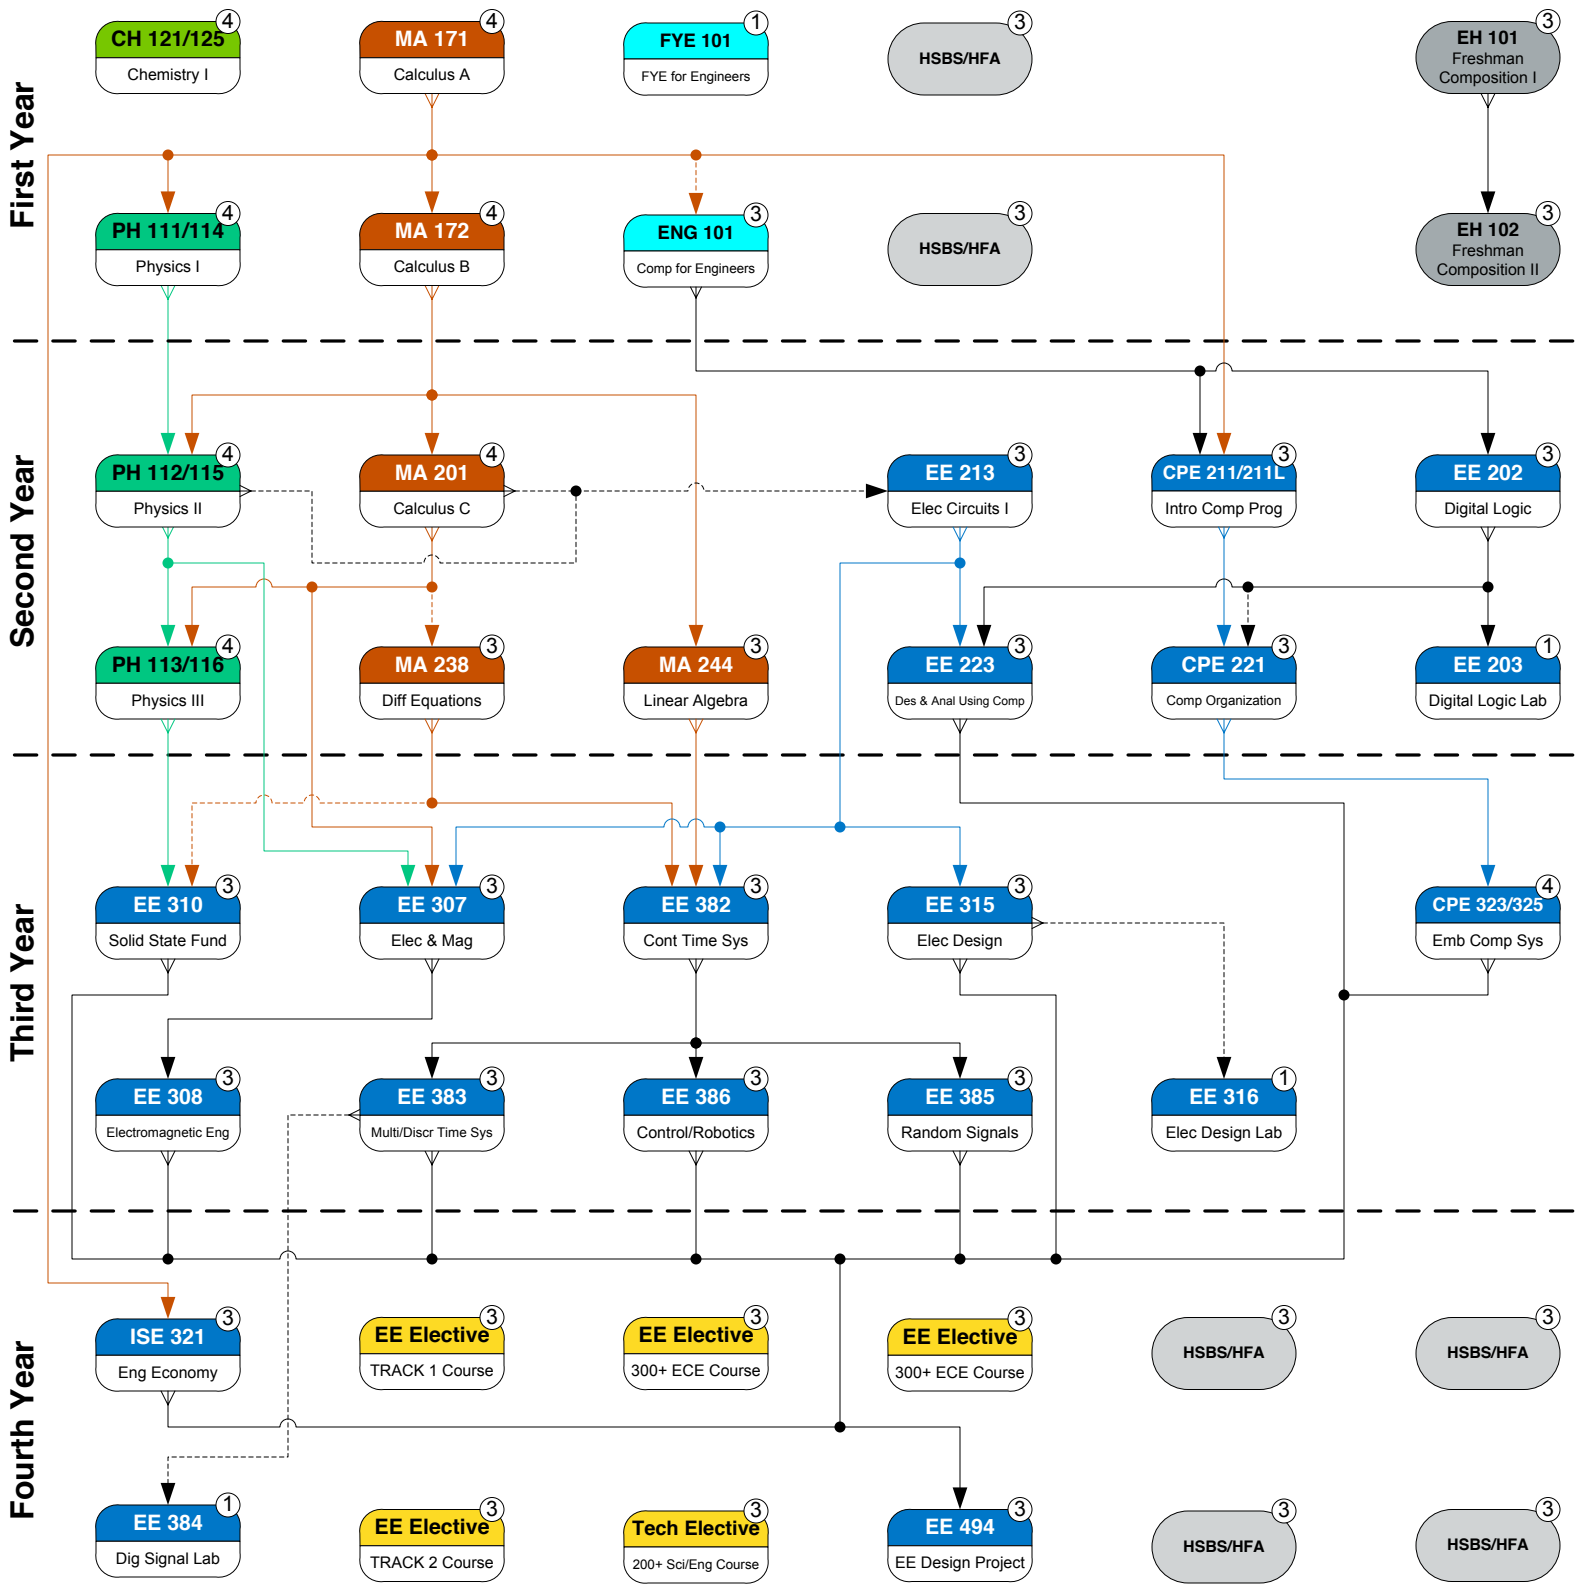 First Year
4
CH 121/125
Chemistry I
4
MA 171
Calculus A
1
FYE 101
FYE for Engineers
3
HSBS/HFA
3
EH 101
Freshman
Composition I
4
PH 111/114
Physics I
4
MA 172
Calculus B
3
ENG 101
Comp for Engineers
3
HSBS/HFA
3
EH 102
Freshman
Composition II
Second Year
4
PH 112/115
Physics II
4
MA 201
Calculus C
3
EE 213
Elec Circuits I
3
CPE 211/211L
Intro Comp Prog
3
EE 202
Digital Logic
4
PH 113/116
Physics III
3
MA 238
Diff Equations
3
MA 244
Linear Algebra
3
EE 223
Des & Anal Using Comp
3
CPE 221
Comp Organization
1
EE 203
Digital Logic Lab
Third Year
3
EE 310
Solid State Fund
3
EE 307
Elec & Mag
3
EE 382
Cont Time Sys
3
EE 315
Elec Design
4
CPE 323/325
Emb Comp Sys
3
EE 308
Electromagnetic Eng
3
EE 383
Multi/Discr Time Sys
3
EE 386
Control/Robotics
3
EE 385
Random Signals
1
EE 316
Elec Design Lab
Fourth Year
3
ISE 321
Eng Economy
3
EE Elective
TRACK 1 Course
3
EE Elective
300+ ECE Course
3
EE Elective
300+ ECE Course
3
HSBS/HFA
3
HSBS/HFA
1
EE 384
Dig Signal Lab
3
EE Elective
TRACK 2 Course
3
Tech Elective
200+ Sci/Eng Course
3
EE 494
EE Design Project
3
HSBS/HFA
3
HSBS/HFA